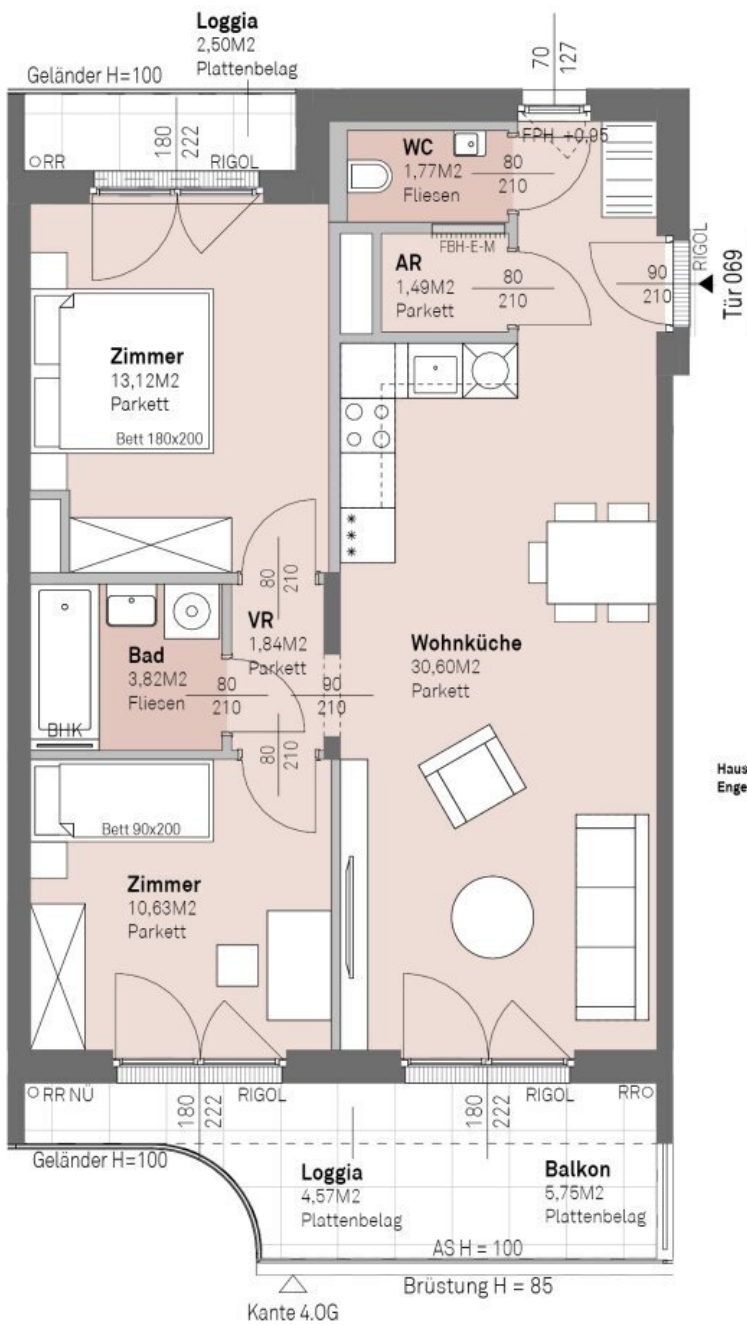 Loggia
2,50M2
Plattenbelag
Geländer H=100
70
127
180
222
RR
RIGOL
FPH +0,95
WC
1,77M2
Fliesen
80
210
FBH-E-M
AR
1,49M2
Parkett
80
210
90
210
RIGOL
Tür 069
Zimmer
13,12M2
Parkett
Bett 180x200
80
210
VR
1,84M2
Parkett
Wohnküche
30,60M2
Parkett
Bad
3,82M2
Fliesen
80
210
90
210
BHK
80
210
Haus
Enge
Bett 90x200
Zimmer
10,63M2
Parkett
RR NÜ
180
222
RIGOL
180
222
RIGOL
RR
Geländer H=100
Loggia
4,57M2
Plattenbelag
Balkon
5,75M2
Plattenbelag
AS H = 100
Brüstung H = 85
Kante 4.OG